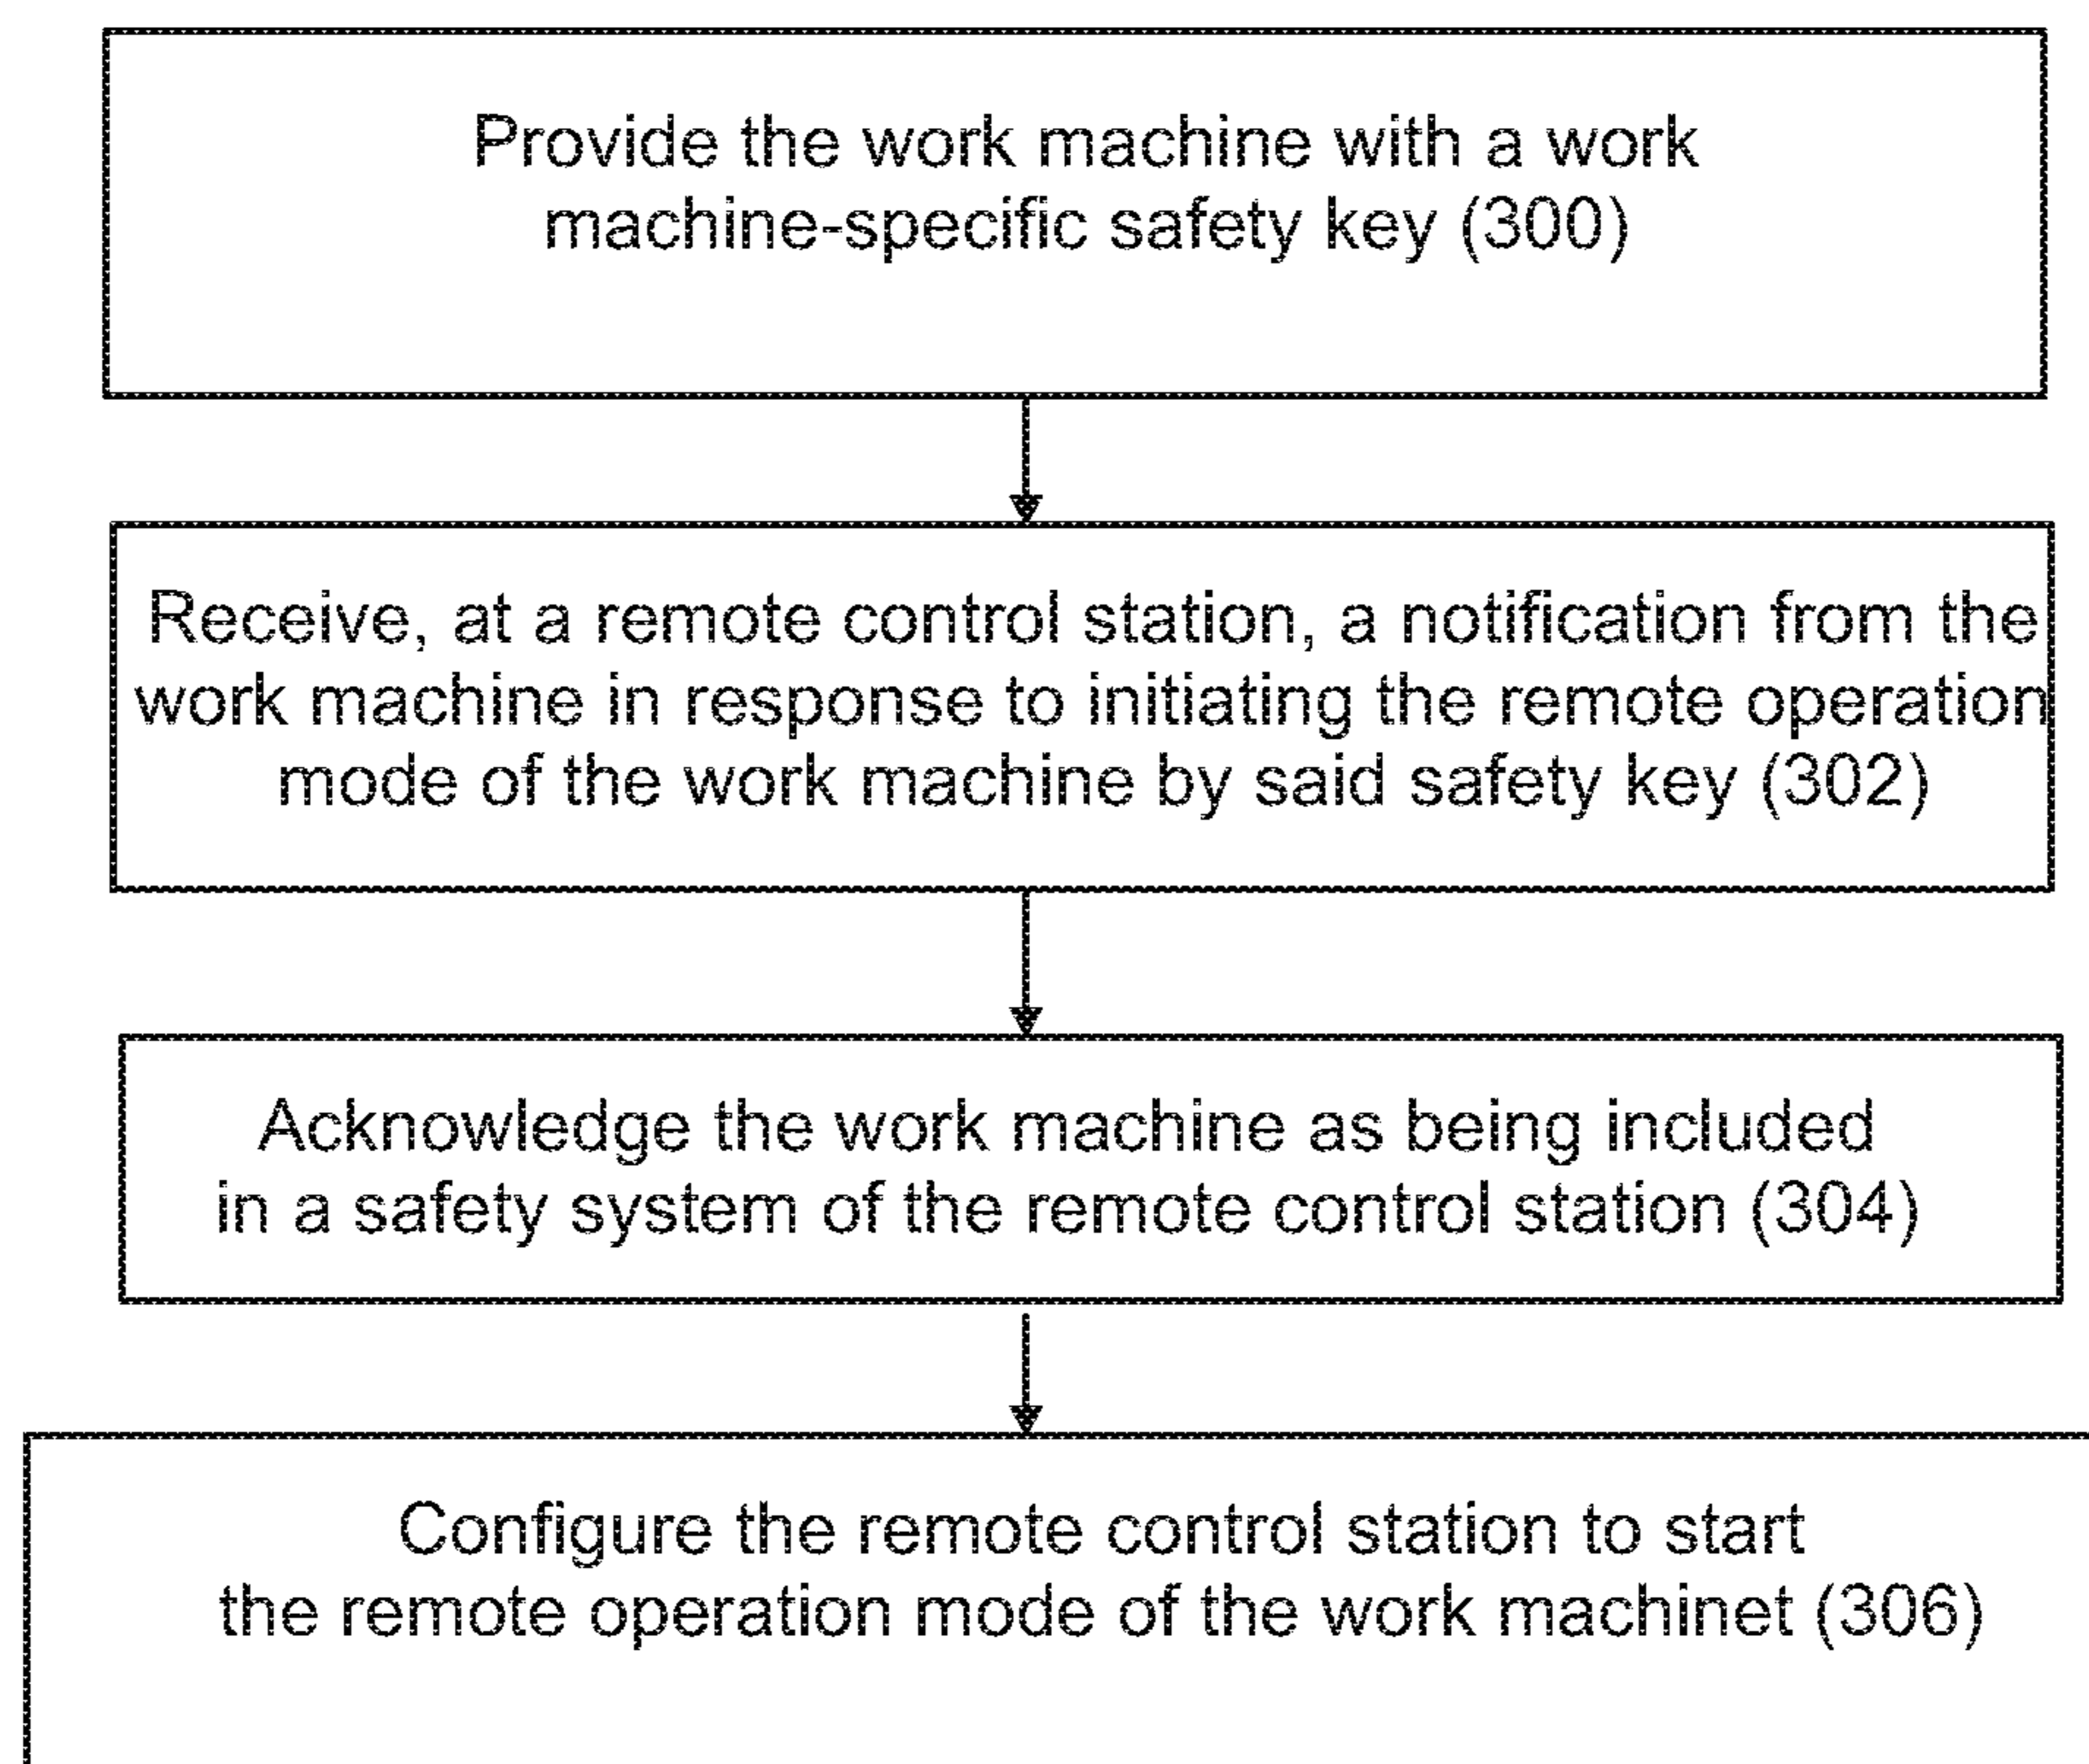 Provide the work machine with a work
machine-specific safety key (300)
Receive, at a remote control station, a notification from the
work machine in response to initiating the remote operation
mode of the work machine by said safety key (302)
Acknowledge the work machine as being included
in a safety system of the remote control station (304)
Configure the remote control station to start
the remote operation mode of the work machinet (306)